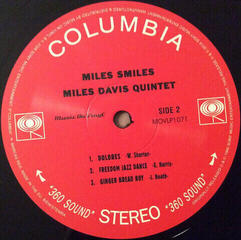 COLUMBIA
MILES SMILES
MILES DAVIS QUINTET
Music On Vinyl
SIDE 2
MOVLP1071
1. DOLORES -W. Shorter-
2. FREEDOM JAZZ DANCE -E. Harris-
3. GINGER BREAD BOY -J. Heath-
"360 SOUND" STEREO "360 SOUND"